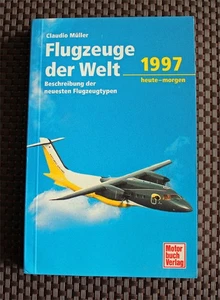 Claudio Müller
Flugzeuge
der Welt
1997
heute–morgen
Beschreibung der
neuesten Flugzeugtypen
Motor
buch
Verlag